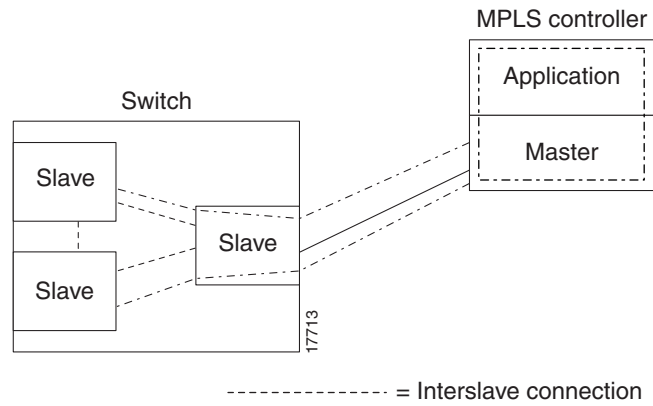 MPLS controller
Application
Master
Switch
Slave
Slave
Slave
17713
= Interslave connection